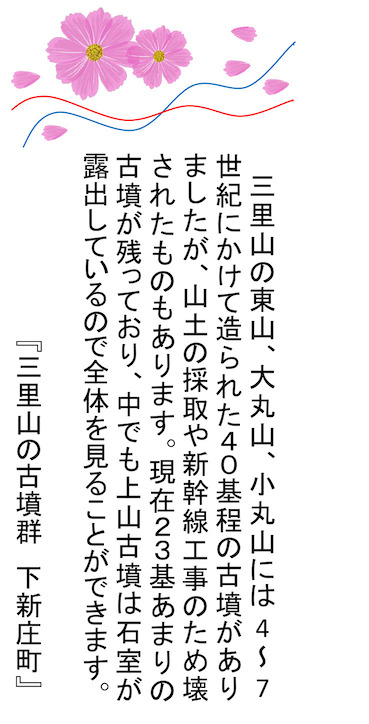 三里山の東山、大丸山、小丸山には４～７
世紀にかけて造られた４０基程の古墳があり
ましたが、山土の採取や新幹線工事のため壊
されたものもあります。現在２３基あまりの
古墳が残っており、中でも上山古墳は石室が
露出しているので全体を見ることができます。
『三里山の古墳群　下新庄町』